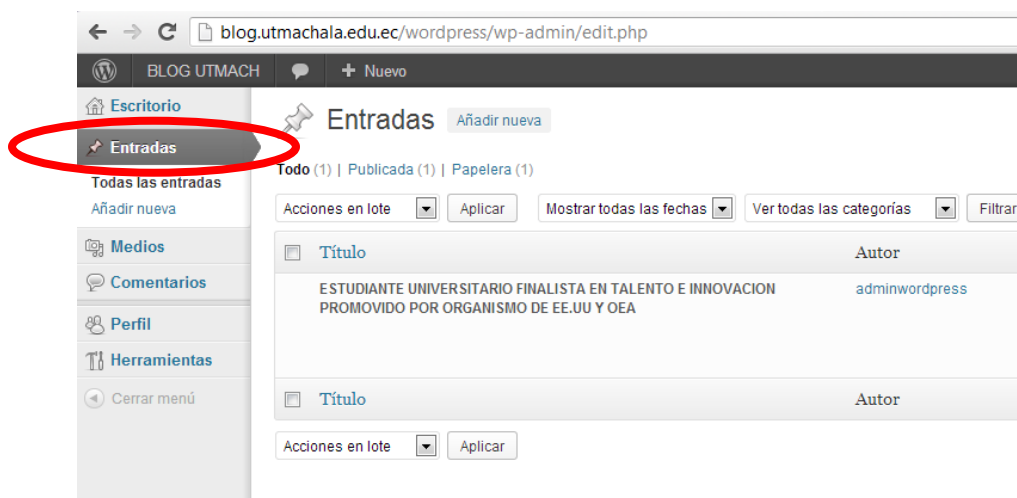 blog.utmachala.edu.ec/wordpress/wp-admin/edit.php
BLOG UTMACH + Nuevo
Escritorio
Entradas
Todas las entradas
Añadir nueva
Medios
Comentarios
Perfil
Herramientas
Cerrar menú
Entradas Añadir nueva
Todo (1) | Publicada (1) | Papelera (1)
Acciones en lote Aplicar Mostrar todas las fechas Ver todas las categorías Filtrar
Título Autor
ESTUDIANTE UNIVERSITARIO FINALISTA EN TALENTO E INNOVACION adminwordpress
PROMOVIDO POR ORGANISMO DE EE.UU Y OEA
Título Autor
Acciones en lote Aplicar